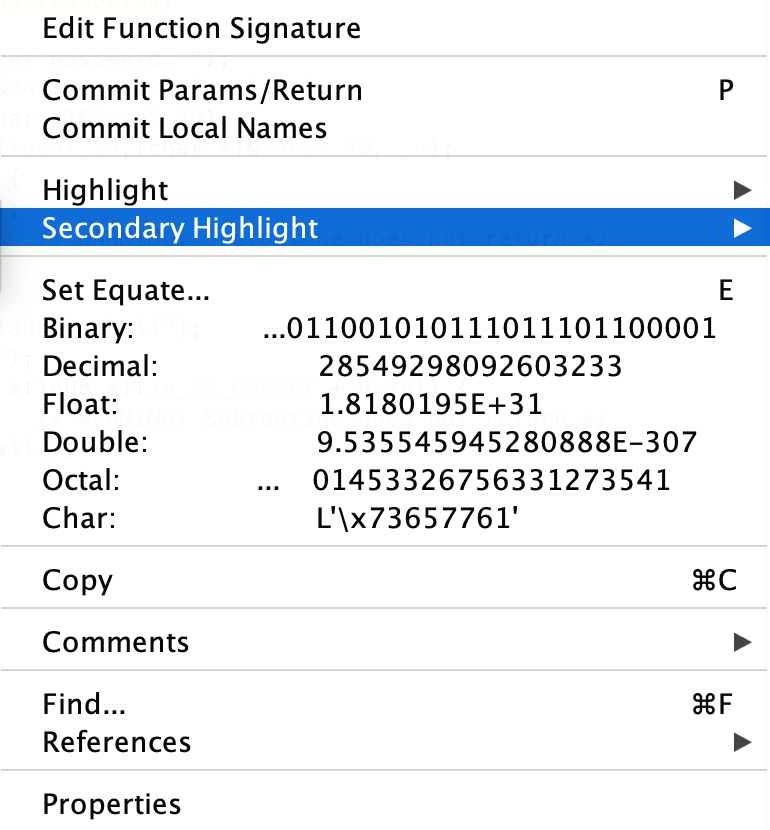 Edit Function Signature
Commit Params/Return P
Commit Local Names
Highlight
Secondary Highlight
Set Equate... E
Binary: ...011001010111011101100001
Decimal: 28549298092603233
Float: 1.8180195E+31
Double: 9.535545945280888E-307
Octal: ... 01453326756331273541
Char: L'\x73657761'
Copy ⌘C
Comments
Find... ⌘F
References
Properties